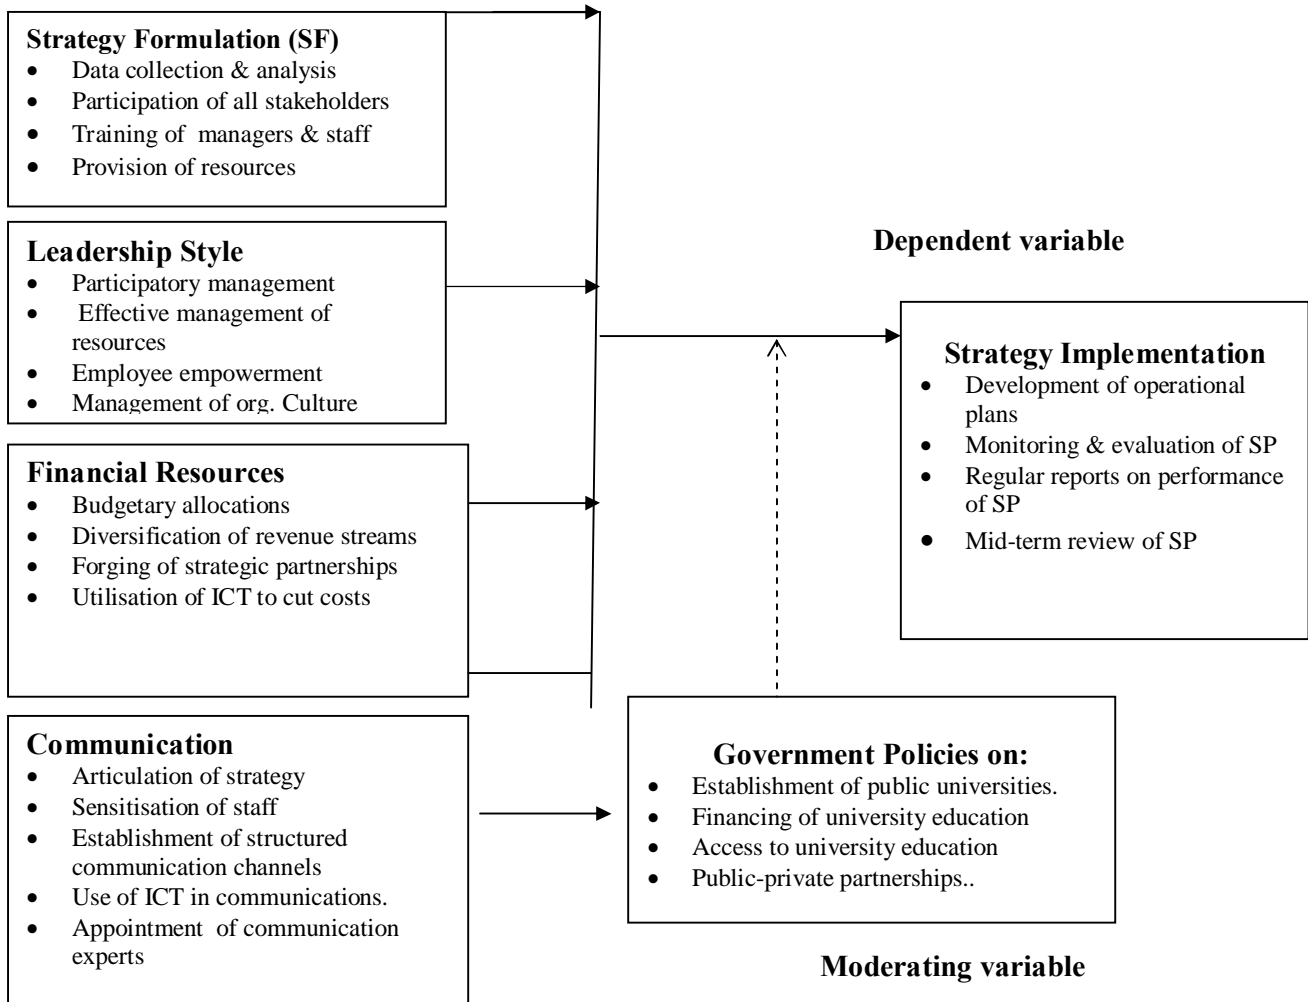 Strategy Formulation (SF)
• Data collection & analysis
• Participation of all stakeholders
• Training of managers & staff
• Provision of resources
Leadership Style
• Participatory management
• Effective management of
resources
• Employee empowerment
• Management of org. Culture
Financial Resources
• Budgetary allocations
• Diversification of revenue streams
• Forging of strategic partnerships
• Utilisation of ICT to cut costs
Communication
• Articulation of strategy
• Sensitisation of staff
• Establishment of structured
communication channels
• Use of ICT in communications.
• Appointment of communication
experts
Dependent variable
Strategy Implementation
• Development of operational
plans
• Monitoring & evaluation of SP
• Regular reports on performance
of SP
• Mid-term review of SP
Government Policies on:
• Establishment of public universities.
• Financing of university education
• Access to university education
• Public-private partnerships..
Moderating variable